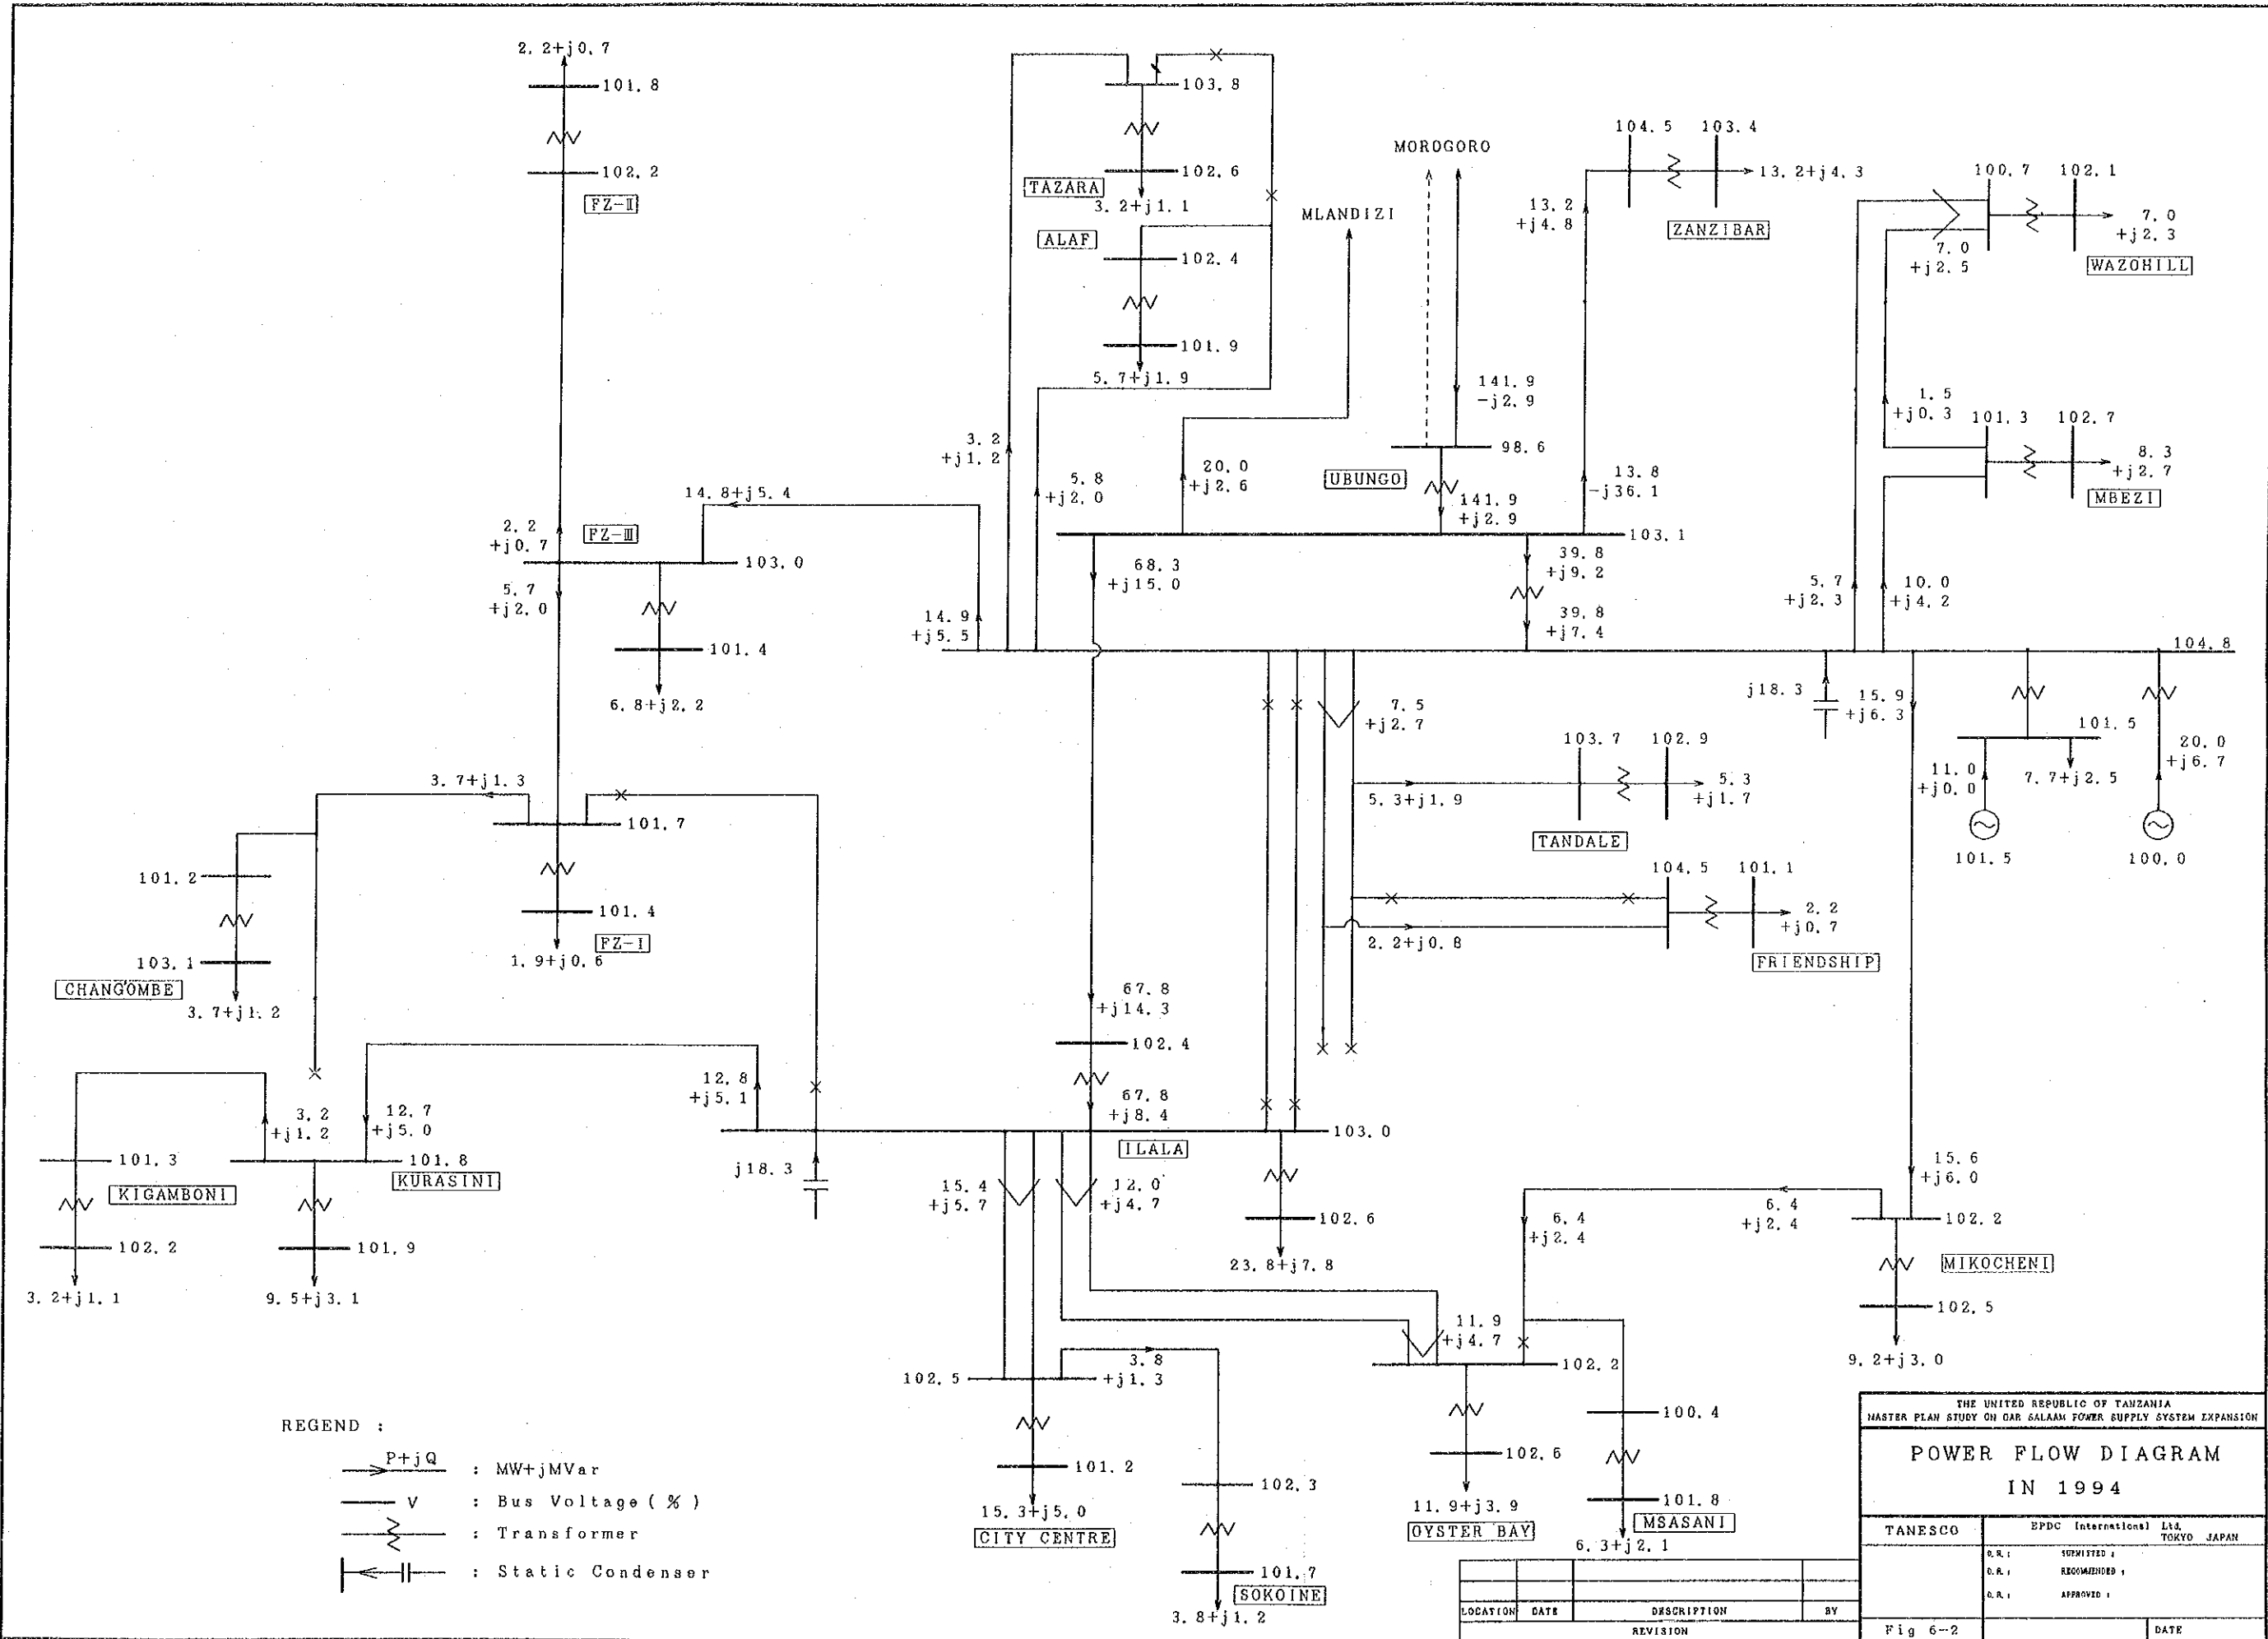 2.2+j0.7
101.8
102.2
FZ-Ⅱ
103.8
102.6
TAZARA
3.2+j1.1
ALAF
102.4
101.9
5.7+j1.9
MLANDIZI
MOROGORO
141.9
-j2.9
98.6
UBUNGO
141.9
+j2.9
20.0
+j2.6
3.2
+j1.2
5.8
+j2.0
104.5
103.4
13.2+j4.3
13.2
+j4.8
ZANZIBAR
13.8
-j36.1
103.1
100.7
102.1
7.0
+j2.3
7.0
+j2.5
WAZOHILL
1.5
+j0.3
101.3
102.7
8.3
+j2.7
MBEZI
5.7
+j2.3
10.0
+j4.2
14.8+j5.4
2.2
+j0.7
FZ-Ⅲ
103.0
5.7
+j2.0
101.4
6.8+j2.2
14.9
+j5.5
68.3
+j15.0
39.8
+j9.2
39.8
+j7.4
104.8
j18.3
15.9
+j6.3
101.5
11.0
+j0.0
7.7+j2.5
20.0
+j6.7
101.5
100.0
7.5
+j2.7
103.7
102.9
5.3+j1.9
5.3
+j1.7
TANDALE
104.5
101.1
2.2+j0.8
2.2
+j0.7
FRIENDSHIP
3.7+j1.3
101.7
101.2
101.4
FZ-I
1.9+j0.6
103.1
CHANG'OMBE
3.7+j1.2
67.8
+j14.3
102.4
67.8
+j8.4
12.8
+j5.1
3.2
+j1.2
12.7
+j5.0
101.3
KIGAMBONI
101.8
KURASINI
102.2
101.9
3.2+j1.1
9.5+j3.1
103.0
ILALA
j18.3
15.4
+j5.7
12.0
+j4.7
102.6
23.8+j7.8
6.4
+j2.4
6.4
+j2.4
15.6
+j6.0
102.2
MIKOCHENI
102.5
9.2+j3.0
11.9
+j4.7
102.2
102.5
3.8
+j1.3
101.2
15.3+j5.0
CITY CENTRE
102.3
101.7
SOKOINE
3.8+j1.2
102.6
11.9+j3.9
OYSTER BAY
100.4
101.8
MSASANI
6.3+j2.1
REGEND :
P+jQ : MW+jMVar
V : Bus Voltage ( % )
: Transformer
: Static Condenser
THE UNITED REPUBLIC OF TANZANIA
MASTER PLAN STUDY ON DAR SALAAM POWER SUPPLY SYSTEM EXPANSION
POWER FLOW DIAGRAM
IN 1994
TANESCO
EPDC International Ltd.
TOKYO JAPAN
D.R.: SUBMITTED :
D.R.: RECOMMENDED :
D.R.: APPROVED :
LOCATION DATE DESCRIPTION BY
REVISION
Fig 6-2
DATE